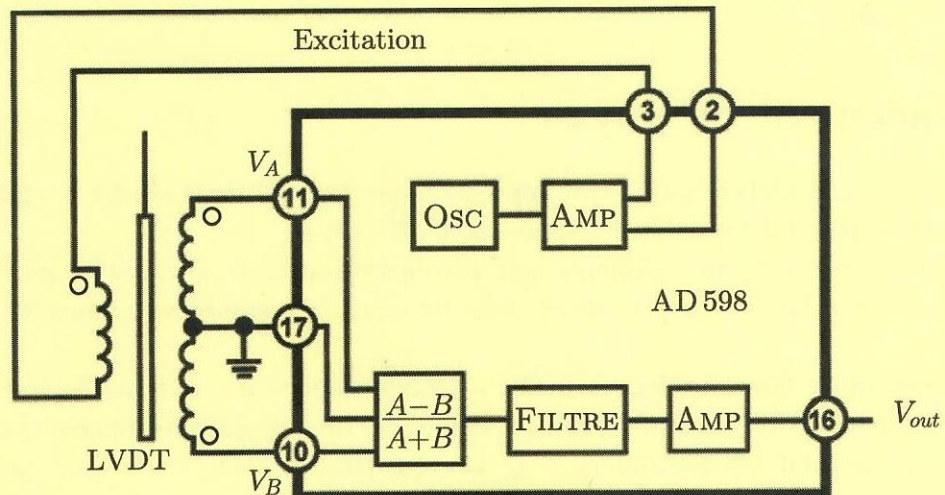 Excitation
3
2
V_A
11
OSC
AMP
AD 598
17
A−B
A+B
FILTRE
AMP
16
V_out
LVDT
10
V_B